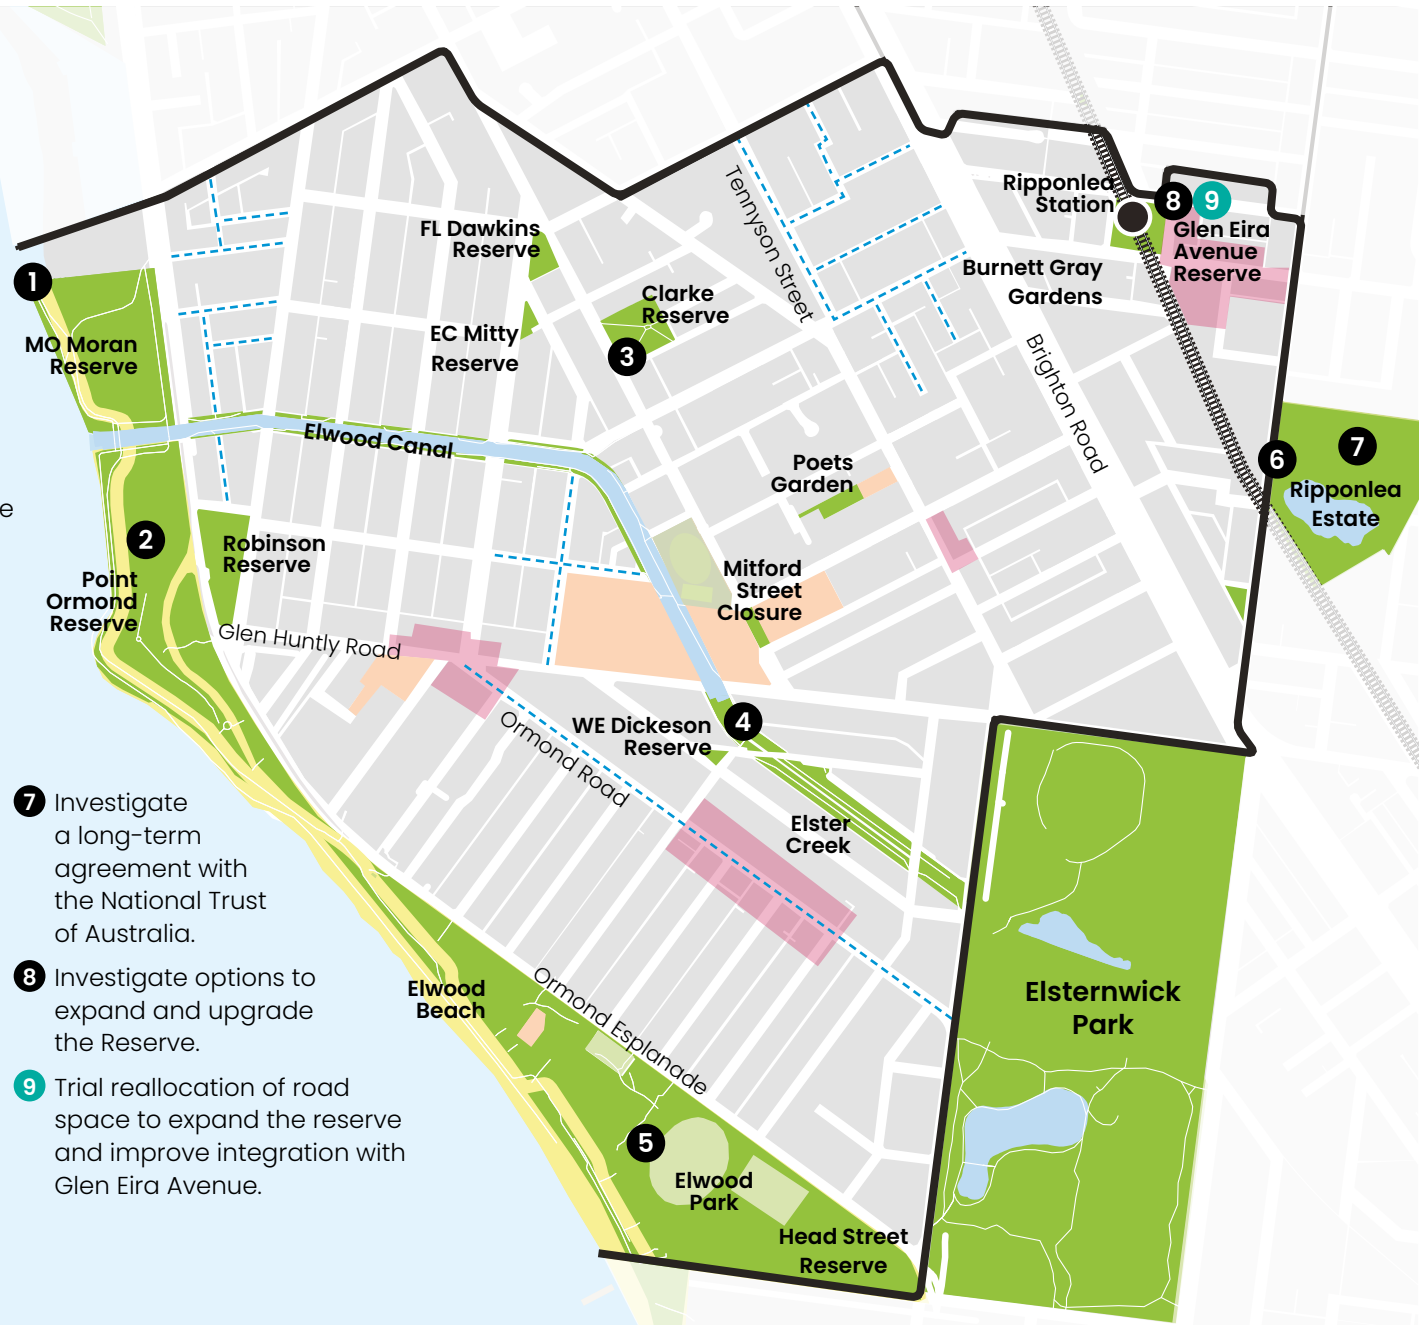 Ripponlea
Station
8
9
Glen Eira
Avenue
Reserve
Tennyson Street
FL Dawkins
Reserve
Burnett Gray
Gardens
1
Clarke
Reserve
MO Moran
Reserve
EC Mitty
Reserve
3
Brighton Road
Elwood Canal
Poets
Garden
6
7
Ripponlea
Estate
e
2
Robinson
Reserve
Point
Ormond
Reserve
Mitford
Street
Closure
Glen Huntly Road
WE Dickeson
Reserve
4
Ormond Road
Elster
Creek
7 Investigate
a long-term
agreement with
the National Trust
of Australia.
8 Investigate options to
expand and upgrade
the Reserve.
9 Trial reallocation of road
space to expand the reserve
and improve integration with
Glen Eira Avenue.
Elwood
Beach
Ormond Esplanade
Elsternwick
Park
5
Elwood
Park
Head Street
Reserve